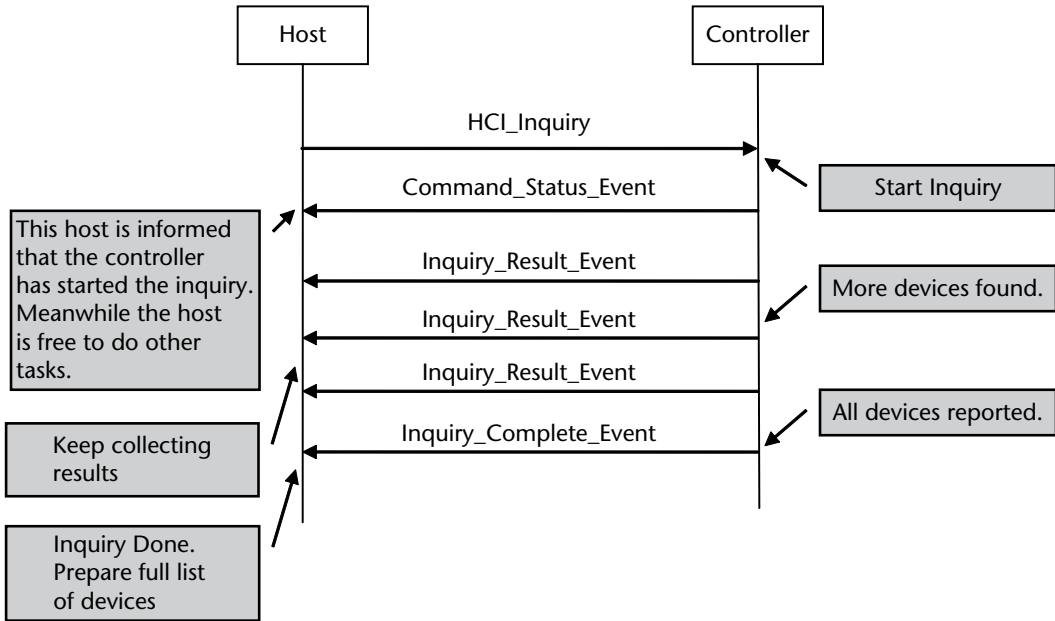 Host
Controller
HCI_Inquiry
Command_Status_Event
Start Inquiry
This host is informed
that the controller
has started the inquiry.
Meanwhile the host
is free to do other
tasks.
Inquiry_Result_Event
More devices found.
Inquiry_Result_Event
Inquiry_Result_Event
All devices reported.
Inquiry_Complete_Event
Keep collecting
results
Inquiry Done.
Prepare full list
of devices